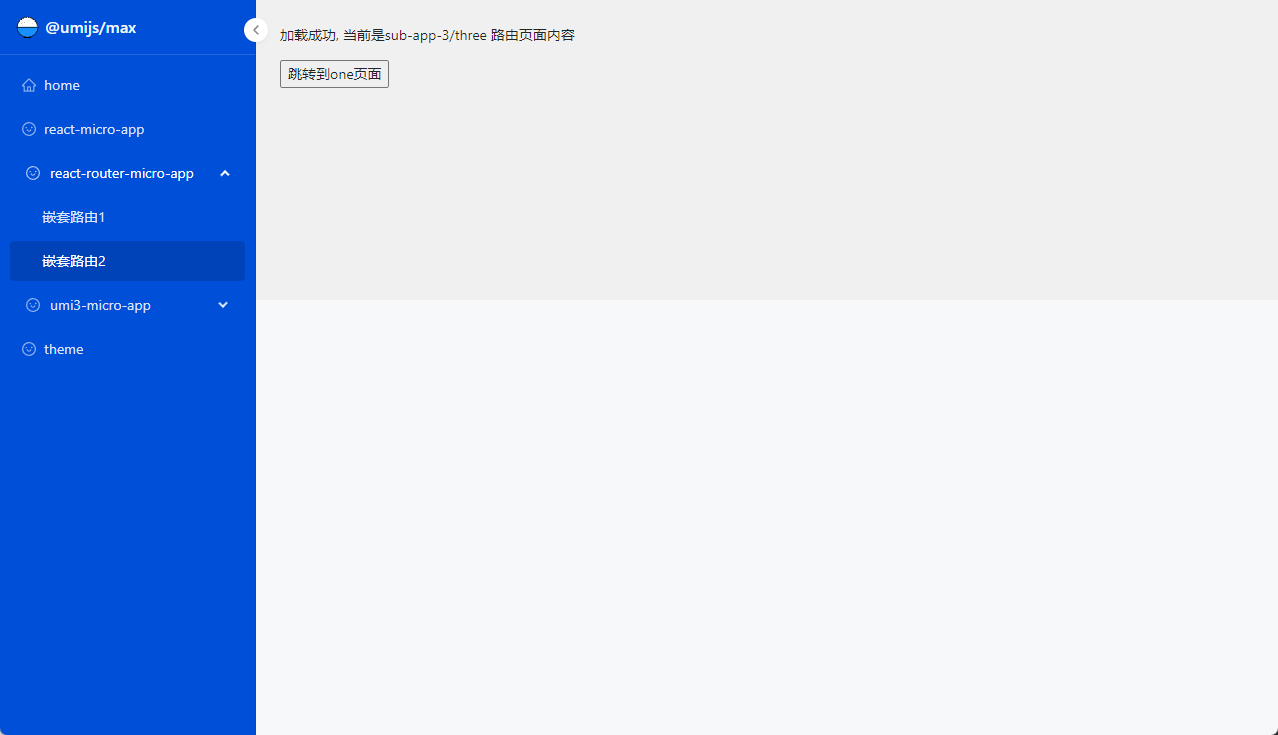 @umijs/max
home
react-micro-app
react-router-micro-app
嵌套路由1
嵌套路由2
umi3-micro-app
theme
加载成功, 当前是sub-app-3/three 路由页面内容
跳转到one页面